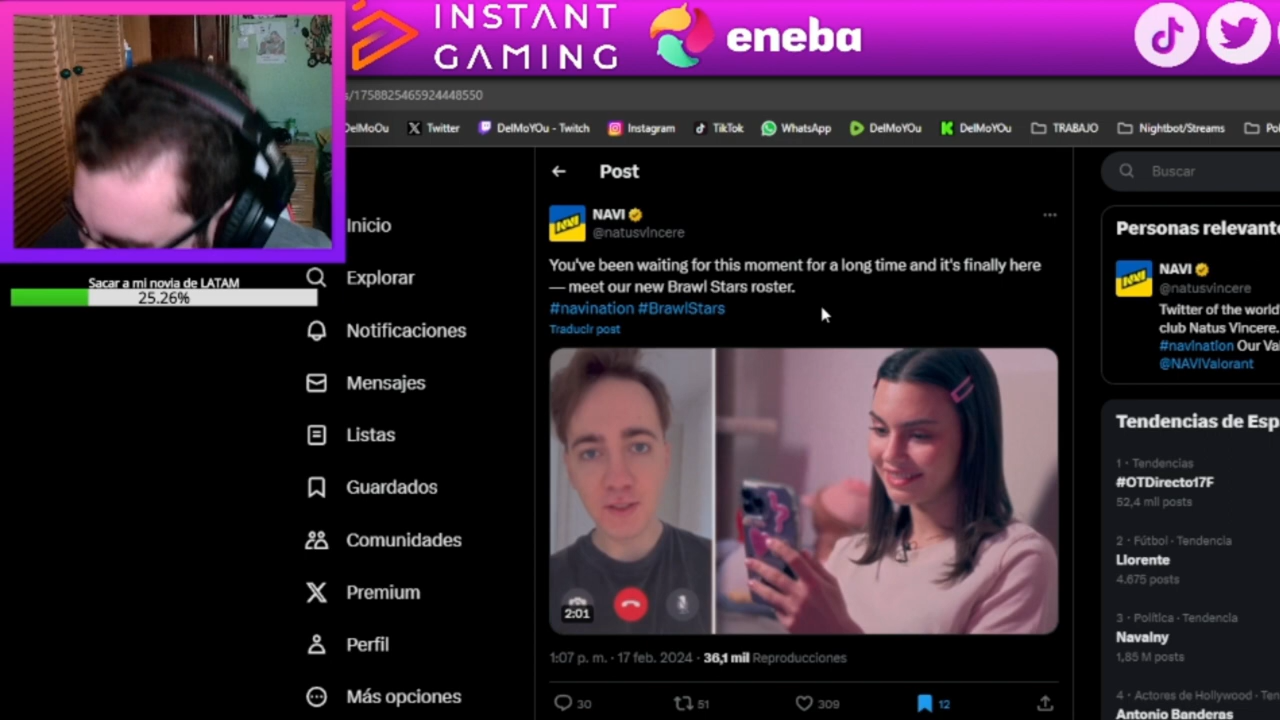 INSTANT
GAMING
eneba
/1758825465924448550
DelMoOu
Twitter
DelMoYOu - Twitch
Instagram
TikTok
WhatsApp
DelMoYOu
DelMoYOu
TRABAJO
Nightbot/Streams
Post
Buscar
NAVI
@natusvincere
You've been waiting for this moment for a long time and it's finally here
— meet our new Brawl Stars roster.
#navination #BrawlStars
Traducir post
2:01
1:07 p. m. · 17 feb. 2024 · 36,1 mil Reproducciones
30
51
309
12
Sacar a mi novia de LATAM
25.26%
Inicio
Explorar
Notificaciones
Mensajes
Listas
Guardados
Comunidades
Premium
Perfil
Más opciones
Personas relevante
NAVI
@natusvincere
Twitter of the world
club Natus Vincere.
#navination Our Val
@NAVIValorant
Tendencias de Esp
1 · Tendencias
#OTDirecto17F
52,4 mil posts
2 · Fútbol · Tendencia
Llorente
4.675 posts
3 · Política · Tendencia
Navalny
1,85 M posts
4 · Actores de Hollywood · Ten
Antonio Banderas